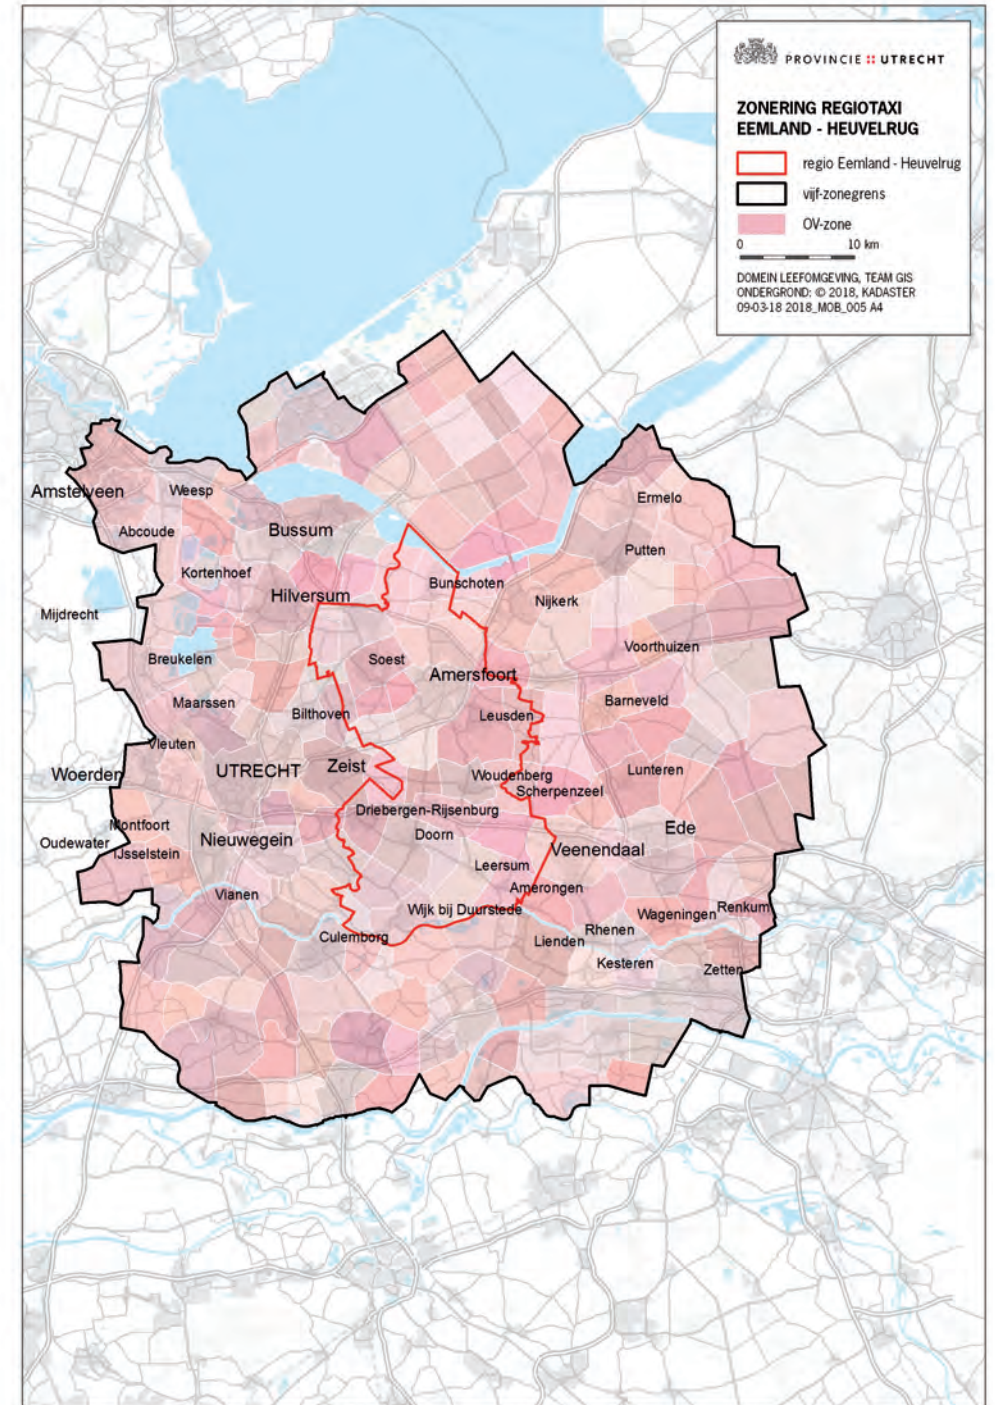 PROVINCIE :: UTRECHT
ZONERING REGIOTAXI
EEMLAND - HEUVELRUG
regio Eemland - Heuvelrug
vijf-zonegrens
OV-zone
0 10 km
DOMEIN LEEFOMGEVING, TEAM GIS
ONDERGROND: © 2018, KADASTER
09-03-18 2018_MOB_005 A4
Amstelveen
Weesp
Ermelo
Abcoude
Bussum
Putten
Kortenhoef
Bunschoten
Hilversum
Nijkerk
Mijdrecht
Voorthuizen
Breukelen
Soest
Amersfoort
Maarssen
Barneveld
Bilthoven
Leusden
Vleuten
Woerden
UTRECHT
Zeist
Woudenberg
Lunteren
Scherpenzeel
Driebergen-Rijsenburg
Montfoort
Doorn
Ede
Oudewater
Nieuwegein
IJsselstein
Veenendaal
Leersum
Vianen
Amerongen
Wijk bij Duurstede
Wageningen
Renkum
Culemborg
Rhenen
Lienden
Kesteren
Zetten